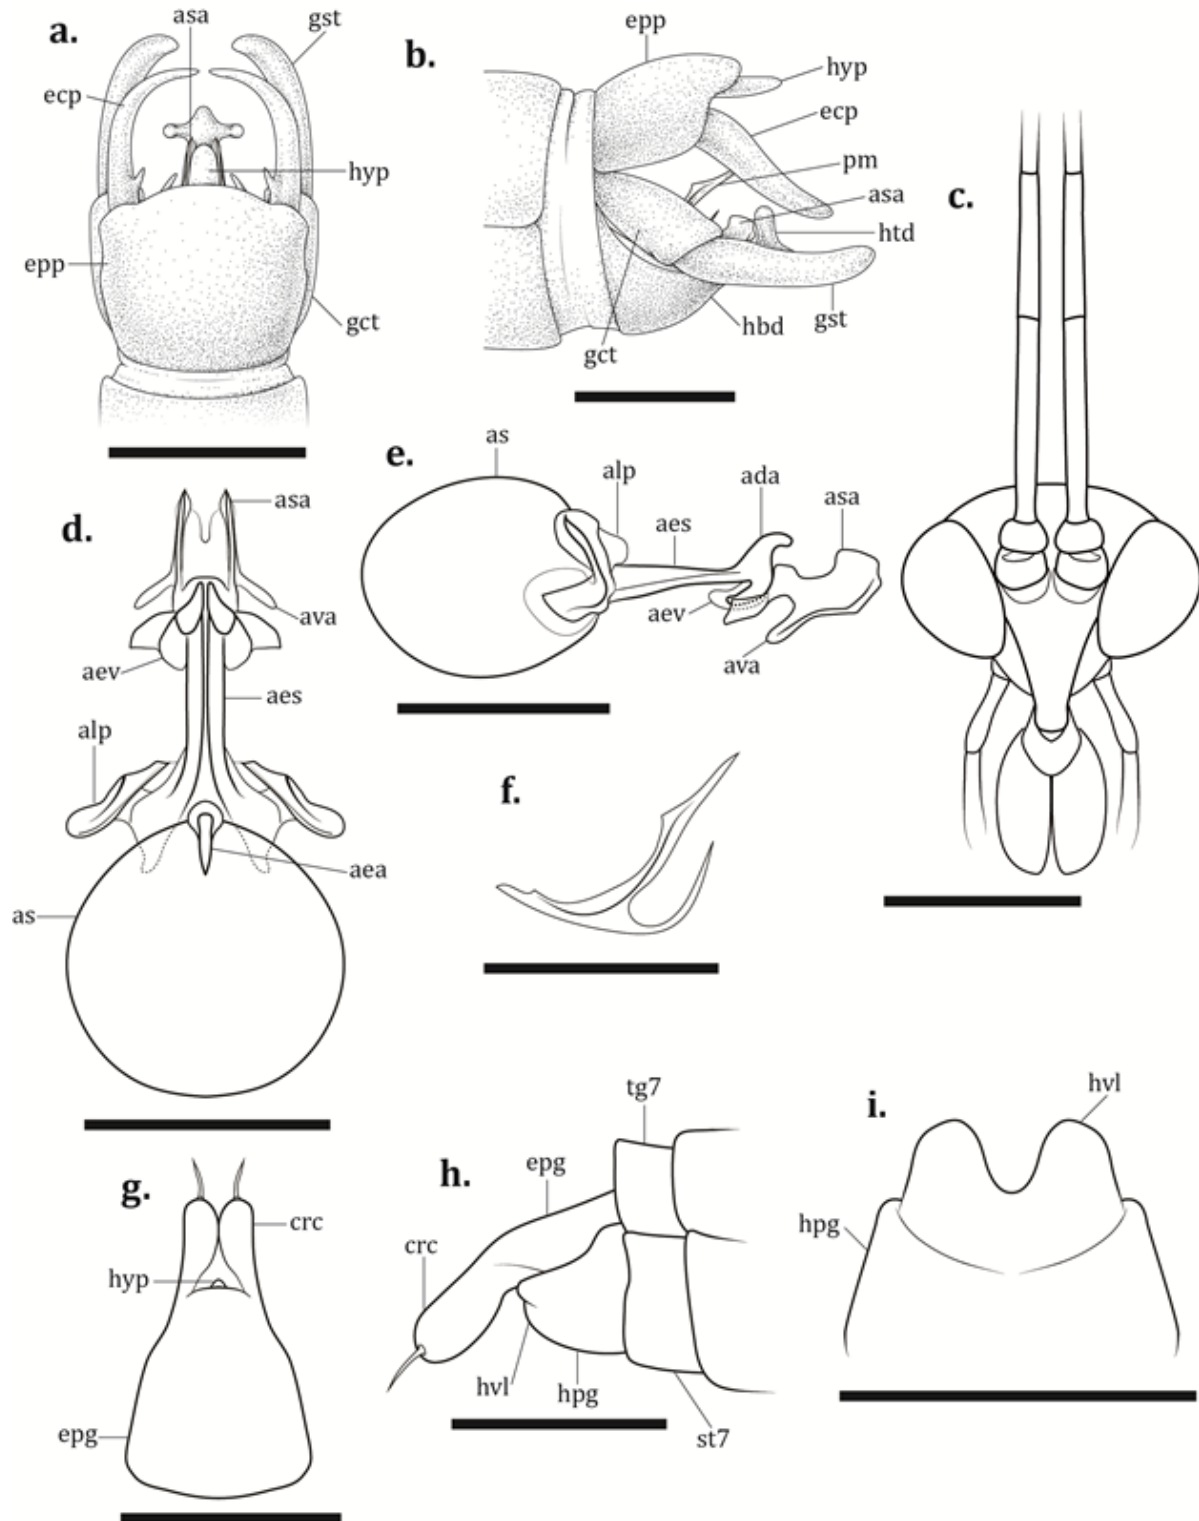 a.
asa
gst
ecp
hyp
epp
gct
b.
epp
hyp
ecp
pm
asa
htd
gst
hbd
gct
c.
d.
asa
ava
aev
aes
alp
aea
as
e.
as
alp
aes
ada
asa
aev
ava
f.
g.
crc
hyp
epg
h.
tg7
epg
crc
hvl
hpg
st7
i.
hvl
hpg